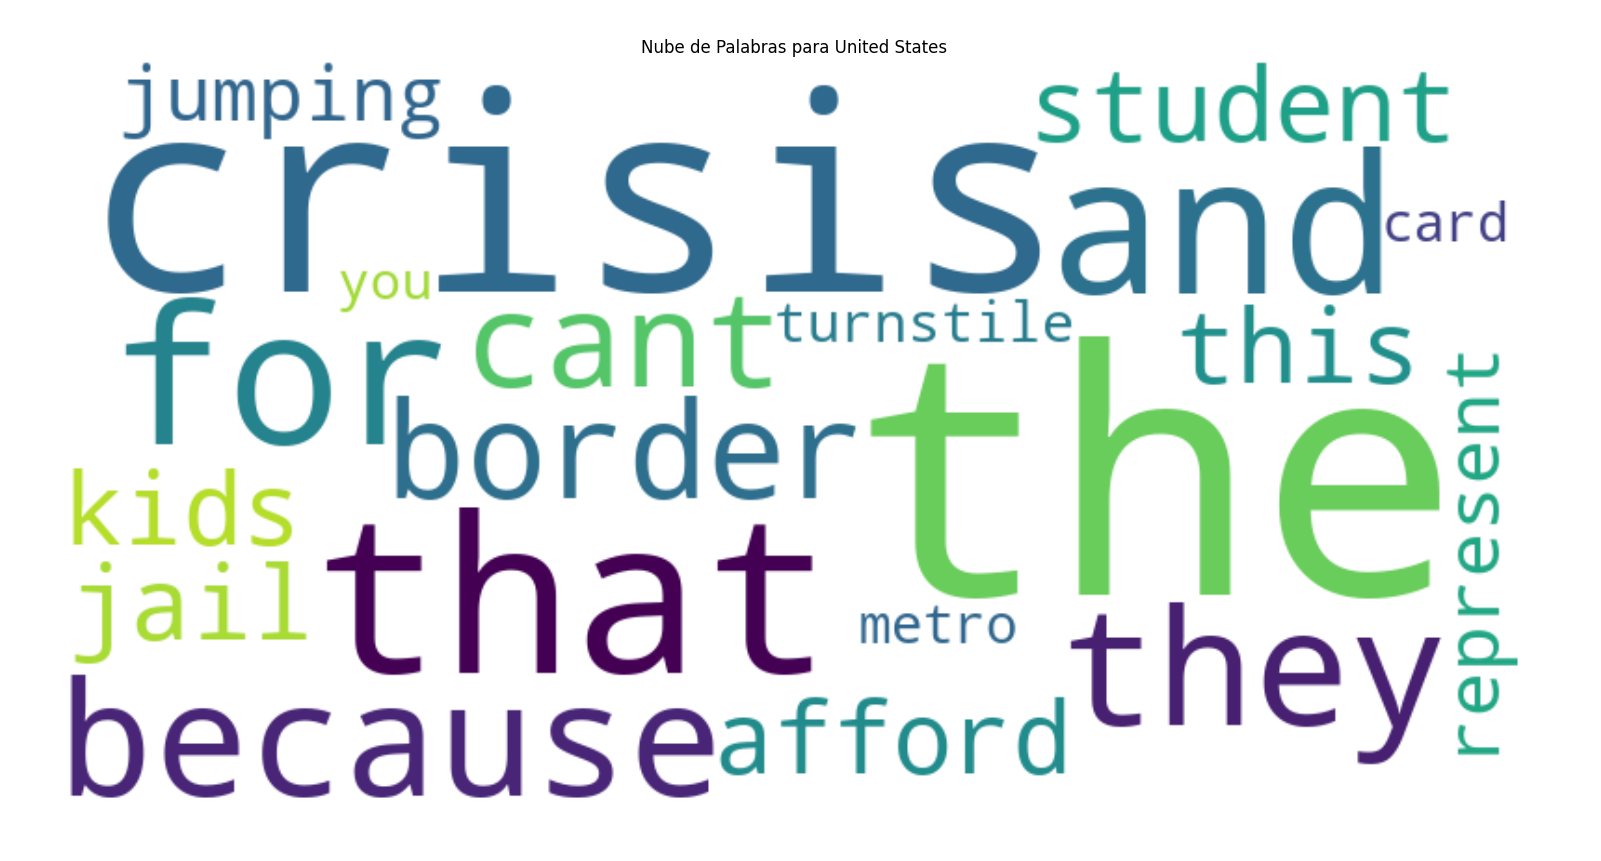 Nube de Palabras para United States
jumping
student
crisis
and
card
you
for
cant
turnstile
this
the
border
represent
kids
that
jail
metro
they
because
afford